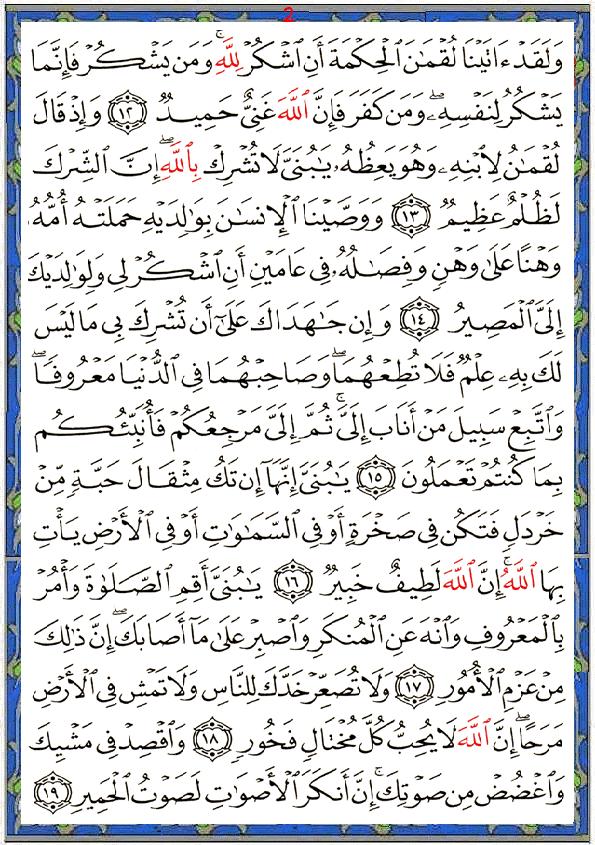 2
وَلَقَدْ ءَاتَيْنَا لُقْمَٰنَ ٱلْحِكْمَةَ أَنِ ٱشْكُرْ لِلَّهِ ۚ وَمَن يَشْكُرْ فَإِنَّمَا
يَشْكُرُ لِنَفْسِهِۦ ۖ وَمَن كَفَرَ فَإِنَّ ٱللَّهَ غَنِىٌّ حَمِيدٌ ١٢ وَإِذْ قَالَ
لُقْمَٰنُ لِٱبْنِهِۦ وَهُوَ يَعِظُهُۥ يَٰبُنَىَّ لَا تُشْرِكْ بِٱللَّهِ ۖ إِنَّ ٱلشِّرْكَ
لَظُلْمٌ عَظِيمٌ ١٣ وَوَصَّيْنَا ٱلْإِنسَٰنَ بِوَٰلِدَيْهِ حَمَلَتْهُ أُمُّهُۥ
وَهْنًا عَلَىٰ وَهْنٍ وَفِصَٰلُهُۥ فِى عَامَيْنِ أَنِ ٱشْكُرْ لِى وَلِوَٰلِدَيْكَ
إِلَىَّ ٱلْمَصِيرُ ١٤ وَإِن جَٰهَدَاكَ عَلَىٰٓ أَن تُشْرِكَ بِى مَا لَيْسَ
لَكَ بِهِۦ عِلْمٌ فَلَا تُطِعْهُمَا ۖ وَصَاحِبْهُمَا فِى ٱلدُّنْيَا مَعْرُوفًا ۖ
وَٱتَّبِعْ سَبِيلَ مَنْ أَنَابَ إِلَىَّ ۚ ثُمَّ إِلَىَّ مَرْجِعُكُمْ فَأُنَبِّئُكُم
بِمَا كُنتُمْ تَعْمَلُونَ ١٥ يَٰبُنَىَّ إِنَّهَآ إِن تَكُ مِثْقَالَ حَبَّةٍ مِّنْ
خَرْدَلٍ فَتَكُن فِى صَخْرَةٍ أَوْ فِى ٱلسَّمَٰوَٰتِ أَوْ فِى ٱلْأَرْضِ يَأْتِ
بِهَا ٱللَّهُ ۚ إِنَّ ٱللَّهَ لَطِيفٌ خَبِيرٌ ١٦ يَٰبُنَىَّ أَقِمِ ٱلصَّلَوٰةَ وَأْمُرْ
بِٱلْمَعْرُوفِ وَٱنْهَ عَنِ ٱلْمُنكَرِ وَٱصْبِرْ عَلَىٰ مَآ أَصَابَكَ ۖ إِنَّ ذَٰلِكَ
مِنْ عَزْمِ ٱلْأُمُورِ ١٧ وَلَا تُصَعِّرْ خَدَّكَ لِلنَّاسِ وَلَا تَمْشِ فِى ٱلْأَرْضِ
مَرَحًا ۖ إِنَّ ٱللَّهَ لَا يُحِبُّ كُلَّ مُخْتَالٍ فَخُورٍ ١٨ وَٱقْصِدْ فِى مَشْيِكَ
وَٱغْضُضْ مِن صَوْتِكَ ۚ إِنَّ أَنكَرَ ٱلْأَصْوَٰتِ لَصَوْتُ ٱلْحَمِيرِ ١٩